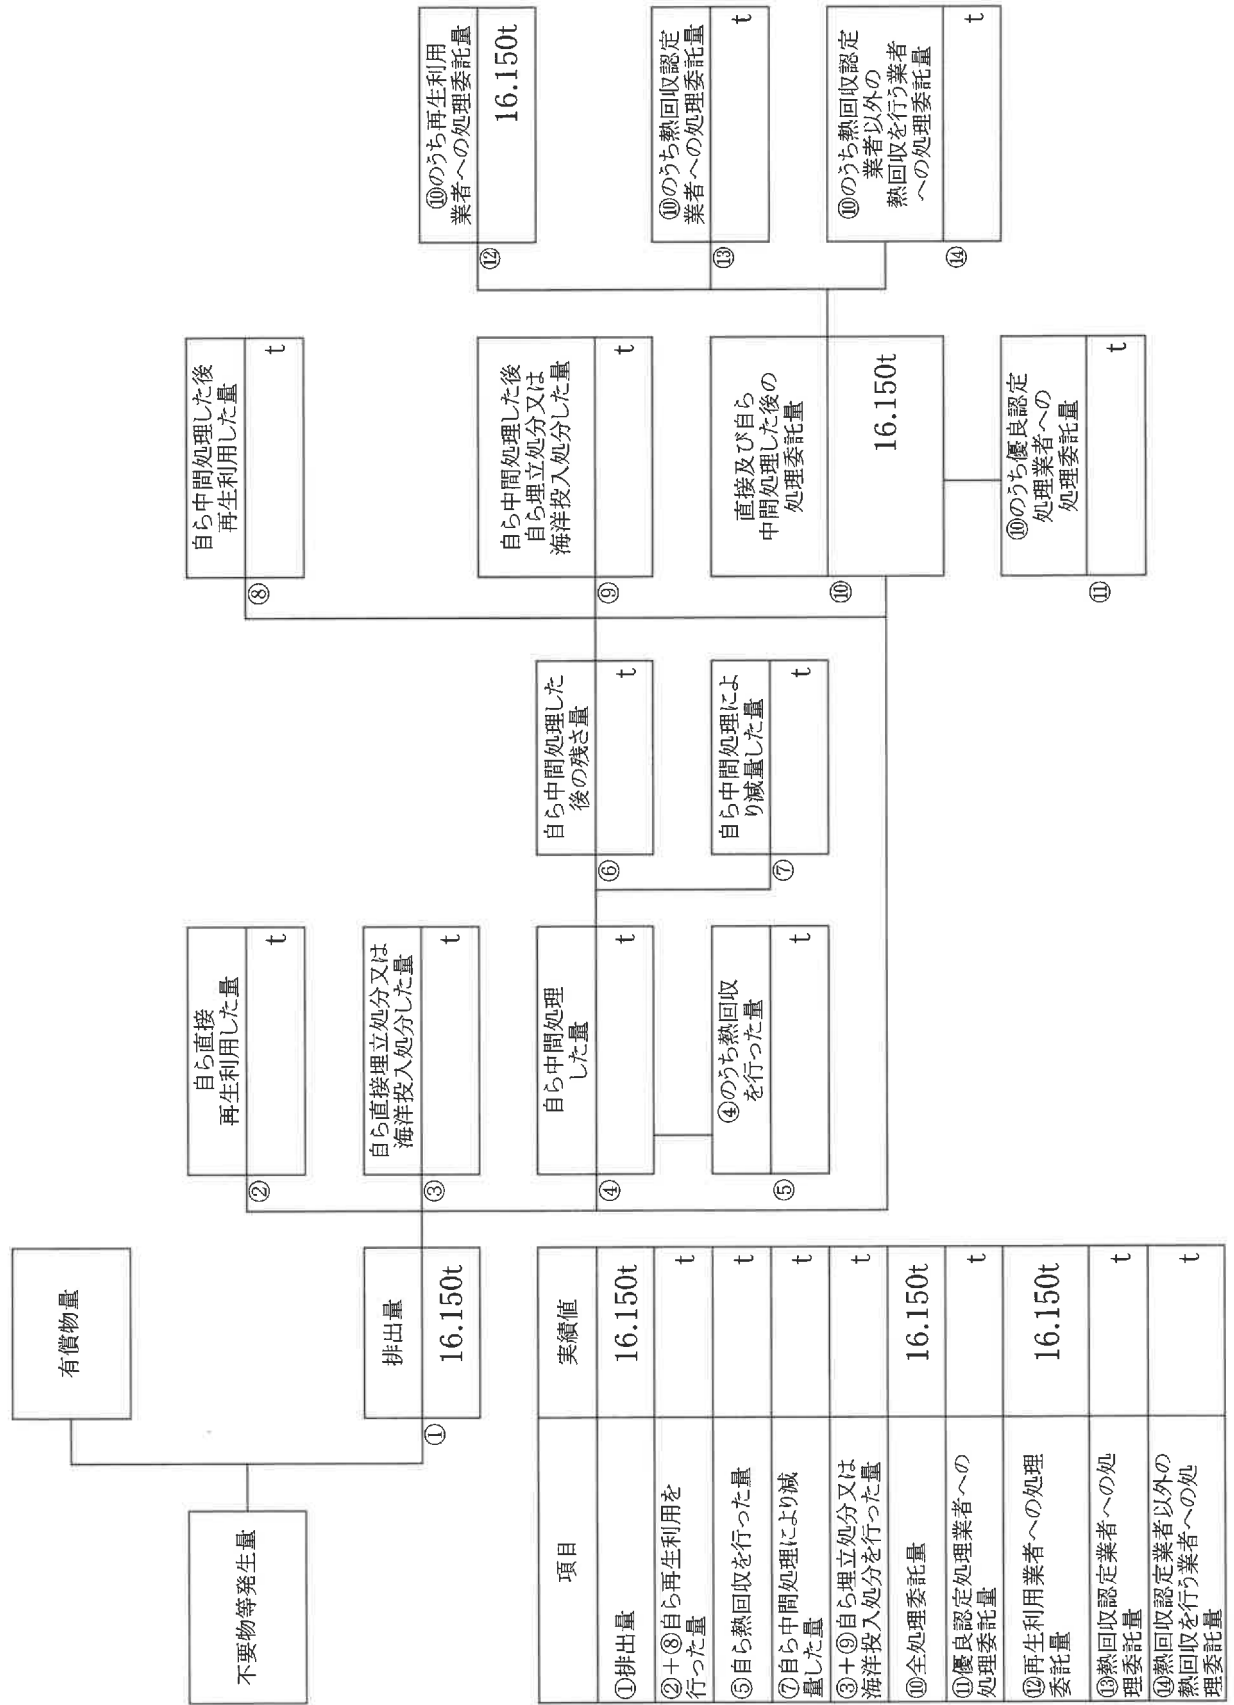 不要物等発生量
有償物量
排出量
①
16.150t
自ら直接
再生利用した量
②
t
自ら直接埋立処分又は
海洋投入処分した量
③
t
自ら中間処理
した量
④
t
④のうち熱回収
を行った量
⑤
t
自ら中間処理した
後の残さ量
⑥
t
自ら中間処理によ
り減量した量
⑦
t
自ら中間処理した後
再生利用した量
⑧
t
自ら中間処理した後
自ら埋立処分又は
海洋投入処分した量
⑨
t
直接及び自ら
中間処理した後の
処理委託量
⑩
16.150t
⑩のうち優良認定
処理業者への
処理委託量
⑪
t
⑩のうち再生利用
業者への処理委託量
⑫
16.150t
⑩のうち熱回収認定
業者への処理委託量
⑬
t
⑩のうち熱回収認定
業者以外の
熱回収を行う業者
への処理委託量
⑭
t
項目 実績値
①排出量 16.150t
②+⑧自ら再生利用を
行った量 t
⑤自ら熱回収を行った量 t
⑦自ら中間処理により減
量した量 t
③+⑨自ら埋立処分又は
海洋投入処分を行った量 t
⑩全処理委託量 16.150t
⑪優良認定処理業者への
処理委託量 t
⑫再生利用業者への処理
委託量 16.150t
⑬熱回収認定業者への処
理委託量 t
⑭熱回収認定業者以外の
熱回収を行う業者への処
理委託量 t